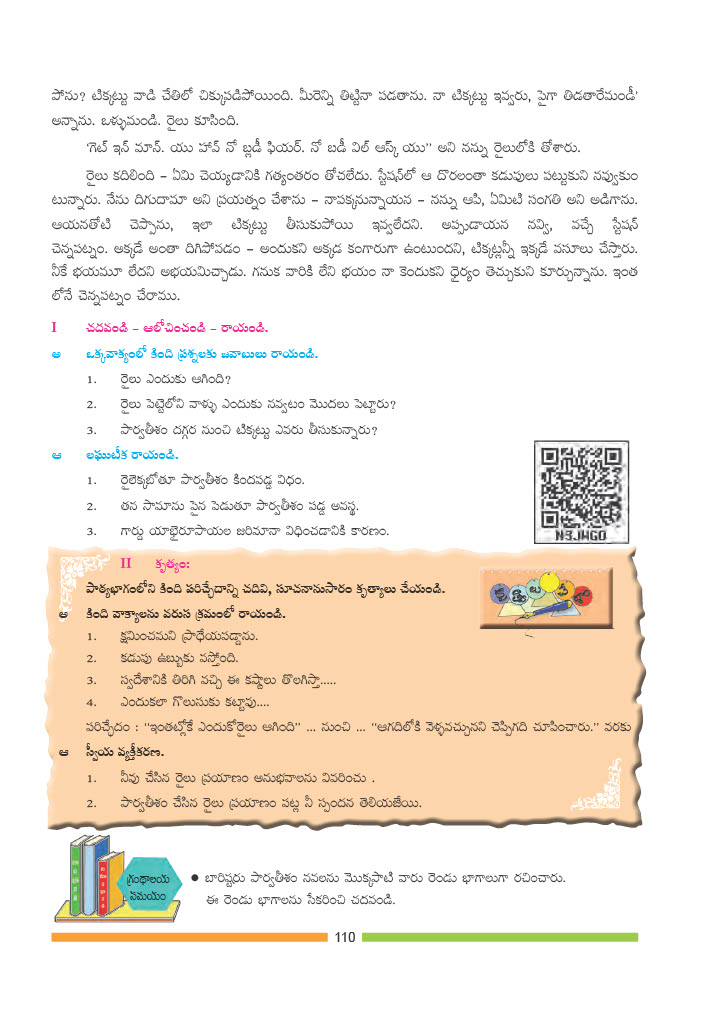 పోను? టిక్కట్టు వాడి చేతిలో చిక్కుపడిపోయింది. మీరెన్ని తిట్టినా పడతాను. నా టిక్కట్టు ఇవ్వరు, పైగా తిడతారేమండీ'
అన్నాను. ఒళ్ళుమండి. రైలు కూసింది.
'గెట్ ఇన్ మాన్. యు హావ్ నో బ్లడీ ఫియర్. నో బడీ విల్ ఆస్క్ యు" అని నన్ను రైలులోకి తోశారు.
రైలు కదిలింది – ఏమి చెయ్యడానికి గత్యంతరం తోచలేదు. స్టేషన్‌లో ఆ దొరలంతా కడుపులు పట్టుకుని నవ్వుకుం
టున్నారు. నేను దిగుదామా అని ప్రయత్నం చేశాను – నాపక్కనున్నాయన – నన్ను ఆపి, ఏమిటి సంగతి అని అడిగాను.
ఆయనతోటి చెప్పాను, ఇలా టిక్కట్టు తీసుకుపోయి ఇవ్వలేదని. అప్పుడాయన నవ్వి, వచ్చే స్టేషన్
చెన్నపట్నం. అక్కడే అంతా దిగిపోవడం – అందుకని అక్కడ కంగారుగా ఉంటుందని, టిక్కట్లన్నీ ఇక్కడే వసూలు చేస్తారు.
నీకే భయమూ లేదని అభయమిచ్చాడు. గనుక వారికి లేని భయం నా కెందుకని ధైర్యం తెచ్చుకుని కూర్చున్నాను. ఇంత
లోనే చెన్నపట్నం చేరాము.
I చదవండి – ఆలోచించండి – రాయండి.
అ ఒక్కవాక్యంలో కింది ప్రశ్నలకు జవాబులు రాయండి.
1. రైలు ఎందుకు ఆగింది?
2. రైలు పెట్టెలోని వాళ్ళు ఎందుకు నవ్వటం మొదలు పెట్టారు?
3. పార్వతీశం దగ్గర నుంచి టిక్కట్టు ఎవరు తీసుకున్నారు?
ఆ లఘుటీక రాయండి.
1. రైలెక్కబోతూ పార్వతీశం కిందపడ్డ విధం.
2. తన సామాను పైన పెడుతూ పార్వతీశం పడ్డ అవస్థ.
3. గార్డు యాభైరూపాయల జరిమానా విధించడానికి కారణం.
N3JWGO
II కృత్యం:
పాఠ్యభాగంలోని కింది పరిచ్ఛేదాన్ని చదివి, సూచనానుసారం కృత్యాలు చేయండి.
అ కింది వాక్యాలను వరుస క్రమంలో రాయండి.
1. క్షమించమని ప్రాధేయపడ్డాను.
2. కడుపు ఉబ్బుకు వస్తోంది.
3. స్వదేశానికి తిరిగి వచ్చి ఈ కష్టాలు తొలగిస్తా.....
4. ఎందుకలా గొలుసుకు కట్టావు....
పరిచ్ఛేదం : "ఇంతట్లోకే ఎందుకోరైలు ఆగింది" ... నుంచి ... "ఆగదిలోకి వెళ్ళవచ్చునని చెప్పిగది చూపించారు." వరకు
ఆ స్వీయ వ్యక్తీకరణ.
1. నీవు చేసిన రైలు ప్రయాణం అనుభవాలను వివరించు .
2. పార్వతీశం చేసిన రైలు ప్రయాణం పట్ల నీ స్పందన తెలియజేయి.
గ్రంథాలయ
సమయం
● బారిష్టరు పార్వతీశం నవలను మొక్కపాటి వారు రెండు భాగాలుగా రచించారు.
ఈ రెండు భాగాలను సేకరించి చదవండి.
110